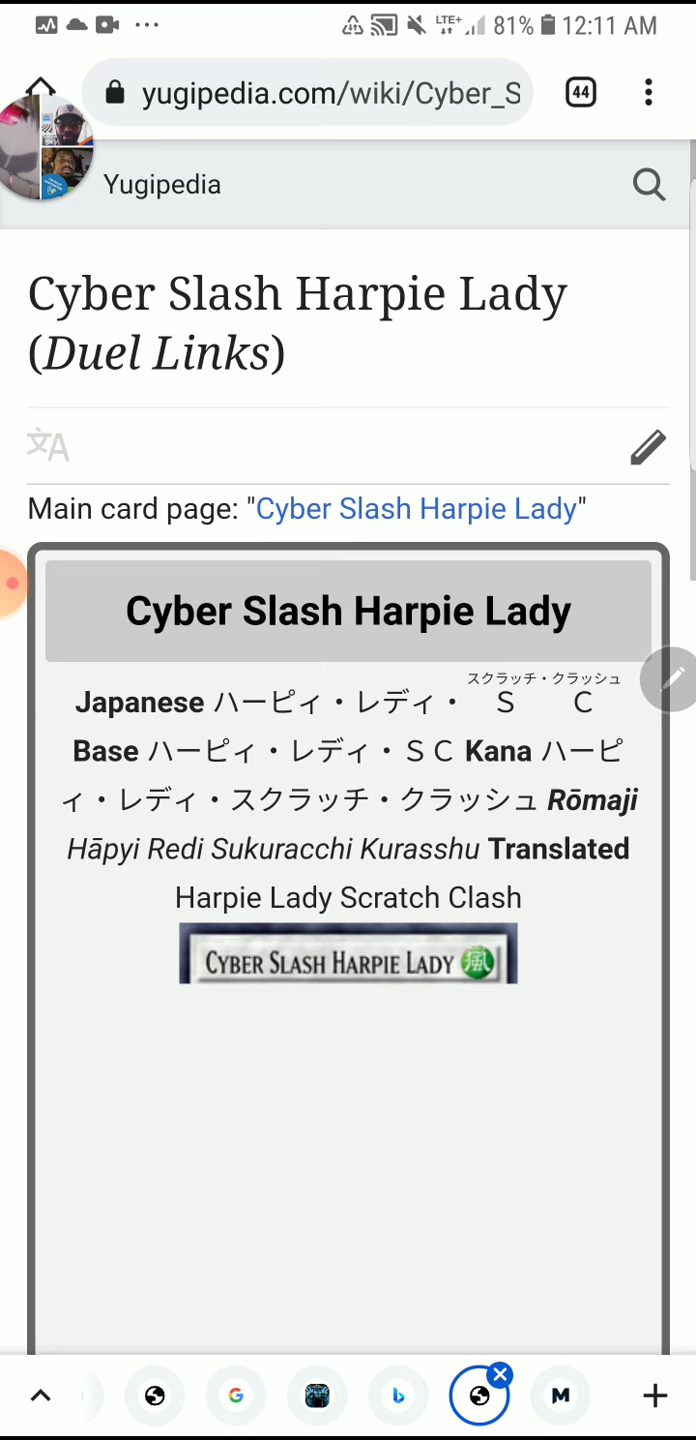 81% 12:11 AM
LTE+
yugipedia.com/wiki/Cyber_S
44
Yugipedia
Cyber Slash Harpie Lady
(Duel Links)
文A
Main card page: "Cyber Slash Harpie Lady"
Cyber Slash Harpie Lady
スクラッチ・クラッシュ
Japanese ハーピィ・レディ・ S C
Base ハーピィ・レディ・ＳＣ Kana ハーピ
ィ・レディ・スクラッチ・クラッシュ Rōmaji
Hāpyi Redi Sukuracchi Kurasshu Translated
Harpie Lady Scratch Clash
CYBER SLASH HARPIE LADY 風
G
b
M